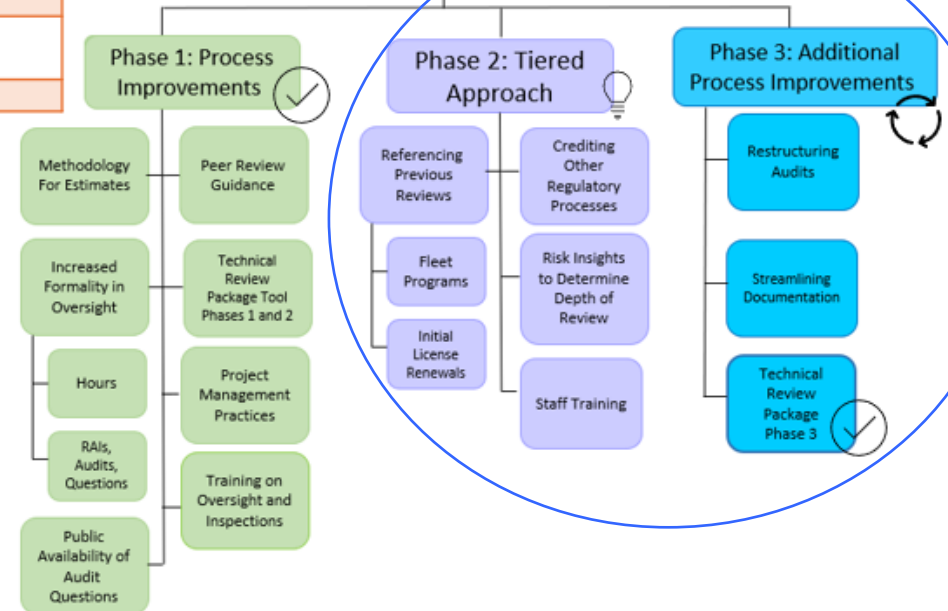 Phase 1: Process
Improvements
Methodology
For Estimates
Peer Review
Guidance
Increased
Formality in
Oversight
Technical
Review
Package Tool
Phases 1 and 2
Hours
Project
Management
Practices
RAIs,
Audits,
Questions
Training on
Oversight and
Inspections
Public
Availability of
Audit
Questions
Phase 2: Tiered
Approach
Referencing
Previous
Reviews
Crediting
Other
Regulatory
Processes
Fleet
Programs
Risk Insights
to Determine
Depth of
Review
Initial
License
Renewals
Staff Training
Phase 3: Additional
Process Improvements
Restructuring
Audits
Streamlining
Documentation
Technical
Review
Package
Phase 3